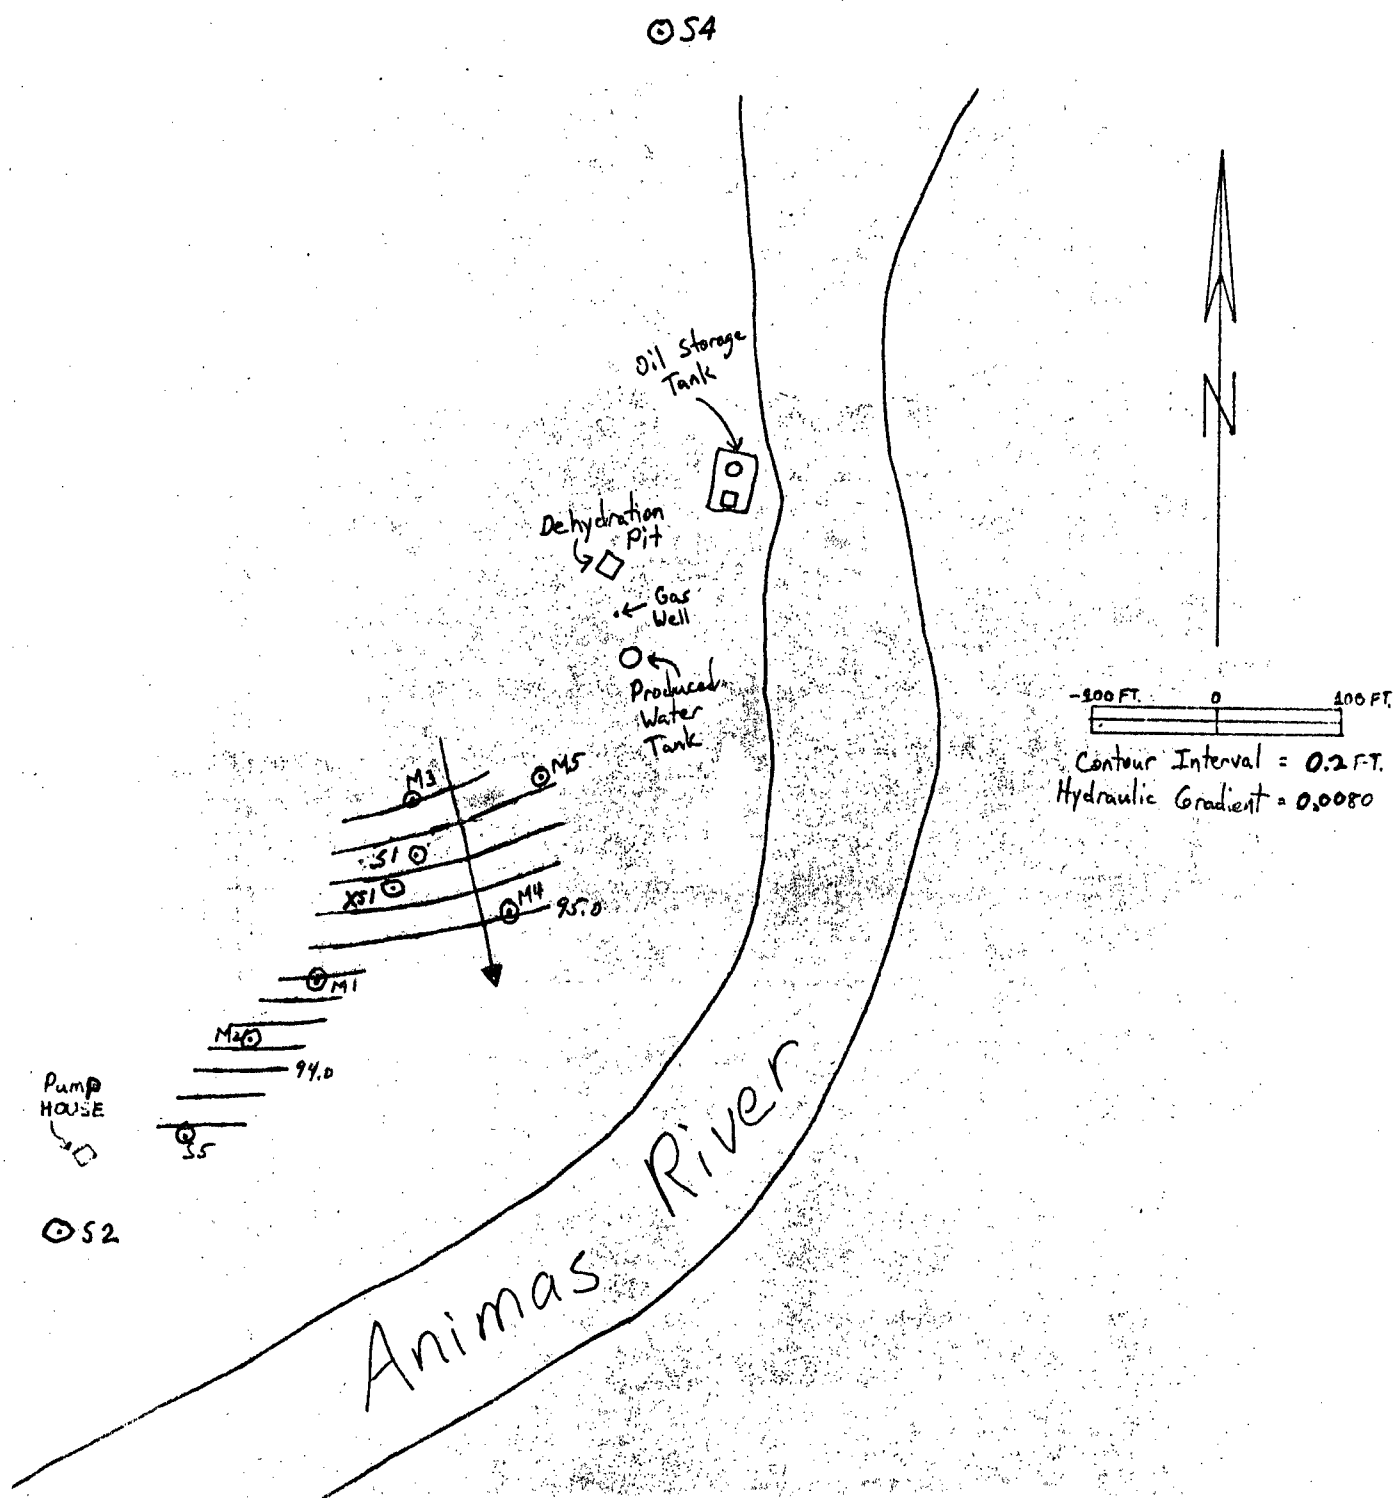 S4
Oil Storage
Tank
N
Dehydration
Pit
Gas
Well
Produced
Water
Tank
-100 FT. 0 100 FT.
Contour Interval = 0.2 FT.
Hydraulic Gradient = 0.0080
M3
M5
S1
XS1
M4
95.0
M1
M2
94.0
Pump
HOUSE
S5
S2
Animas River